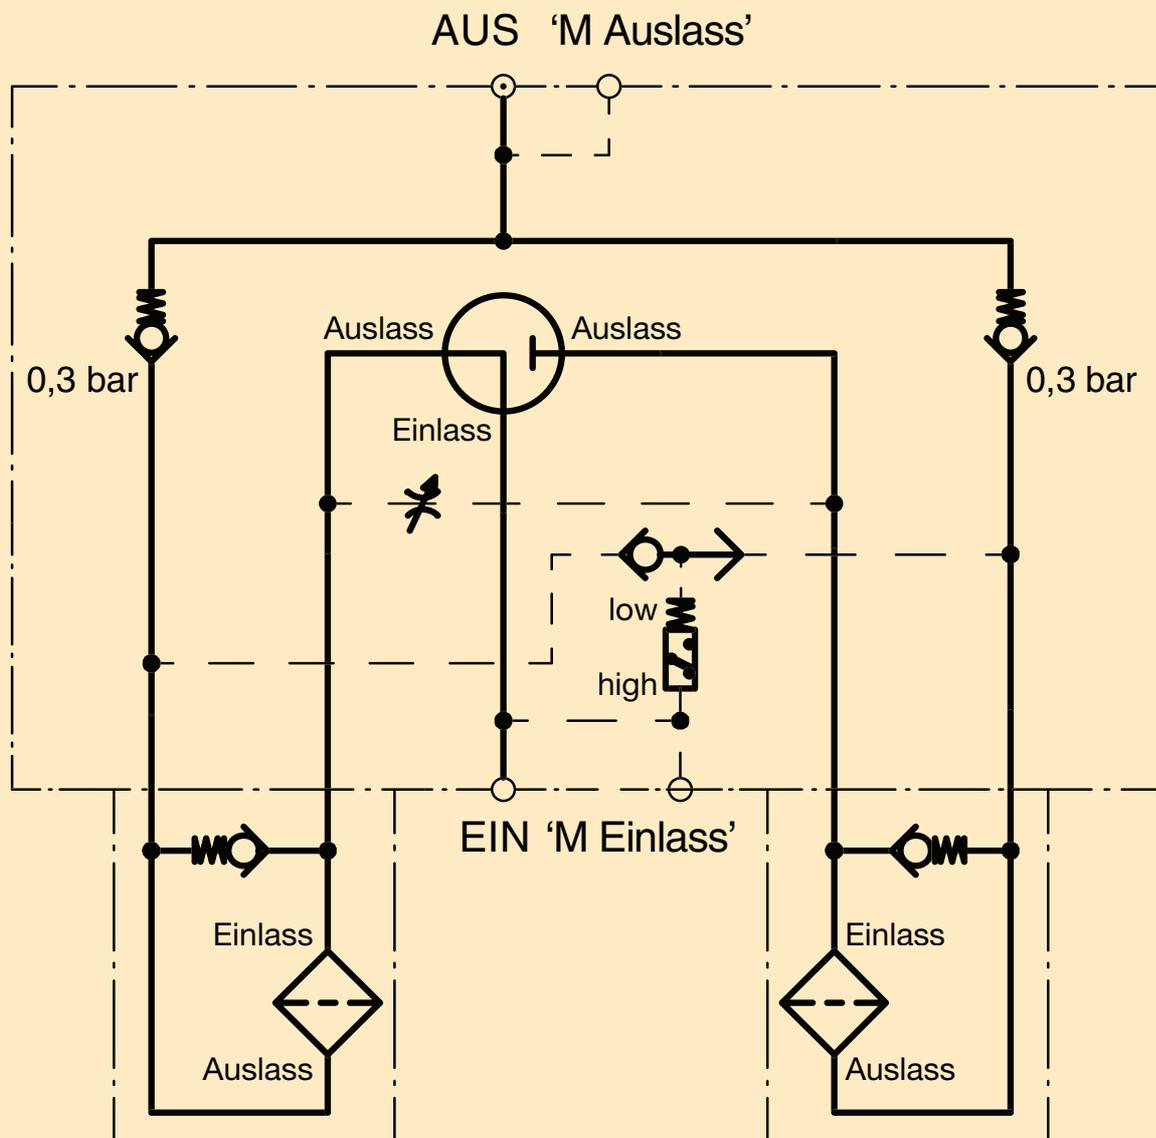 AUS ‘M Auslass’
Auslass Auslass
0,3 bar 0,3 bar
Einlass
low
high
EIN ‘M Einlass’
Einlass Einlass
Auslass Auslass